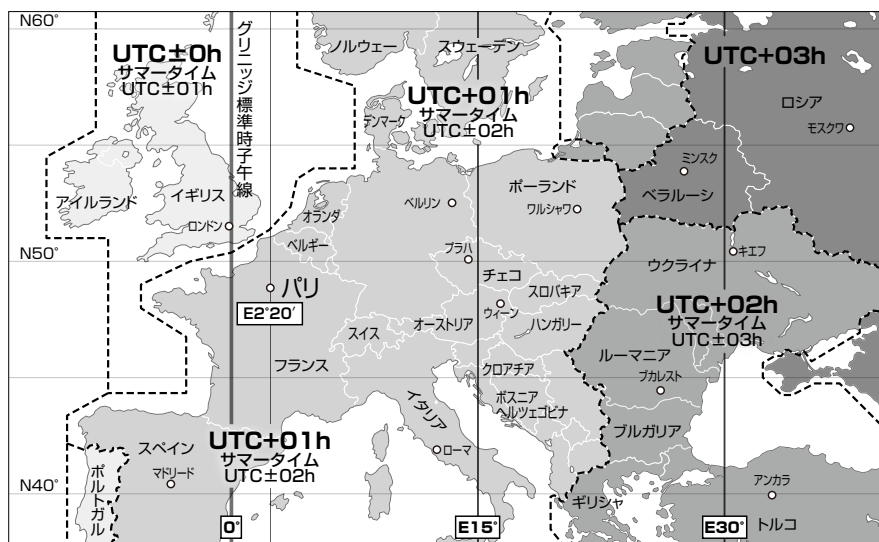 N60°
UTC±0h
サマータイム
UTC±01h
グリニッジ標準時子午線
ノルウェー
スウェーデン
UTC+01h
サマータイム
UTC±02h
デンマーク
UTC+03h
ロシア
モスクワ
ミンスク
ベラルーシ
アイルランド
イギリス
ロンドン
オランダ
ベルギー
ベルリン
ポーランド
ワルシャワ
N50°
プラハ
チェコ
スロバキア
ウクライナ
キエフ
パリ
E2°20′
ウィーン
オーストリア
ハンガリー
スイス
フランス
UTC+02h
サマータイム
UTC±03h
ルーマニア
ブカレスト
クロアチア
ボスニア
ヘルツェゴビナ
イタリア
ローマ
ブルガリア
スペイン
マドリード
UTC+01h
サマータイム
UTC±02h
ポルトガル
N40°
ギリシャ
アンカラ
トルコ
0°
E15°
E30°